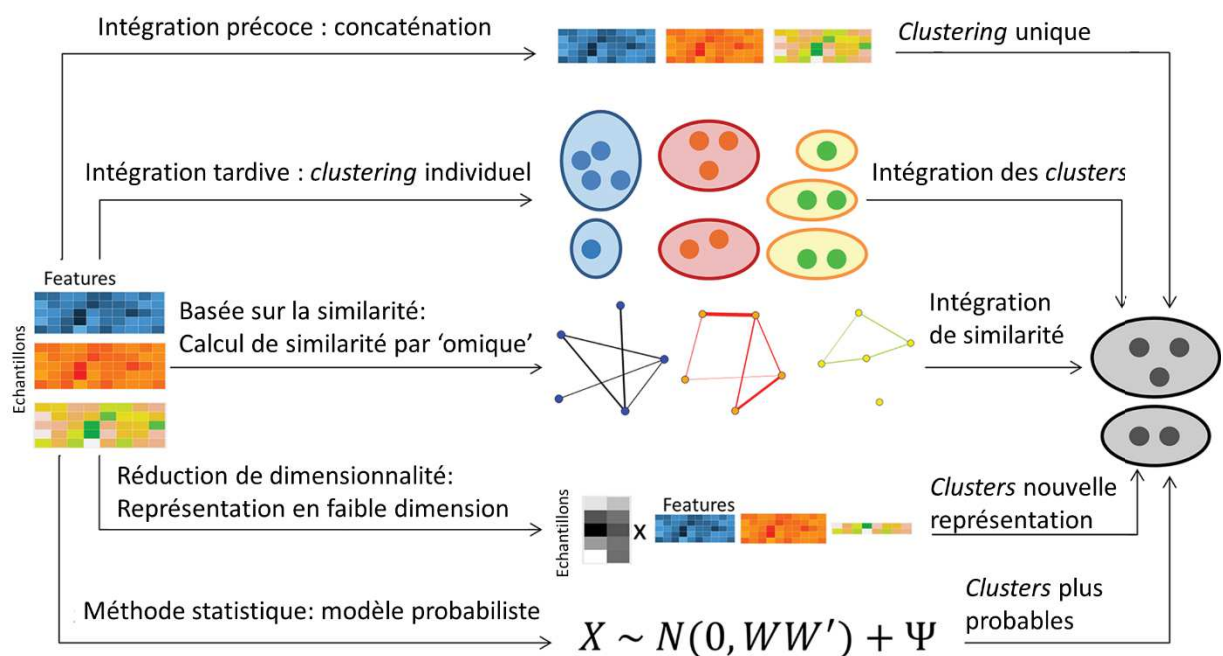 Intégration précoce : concaténation
Clustering unique
Intégration tardive : clustering individuel
Intégration des clusters
Features
Echantillons
Basée sur la similarité:
Calcul de similarité par ‘omique’
Intégration
de similarité
Réduction de dimensionnalité:
Représentation en faible dimension
Echantillons
X
Features
Clusters nouvelle
représentation
Méthode statistique: modèle probabiliste
X ~ N(0, WW′) + Ψ
Clusters plus
probables